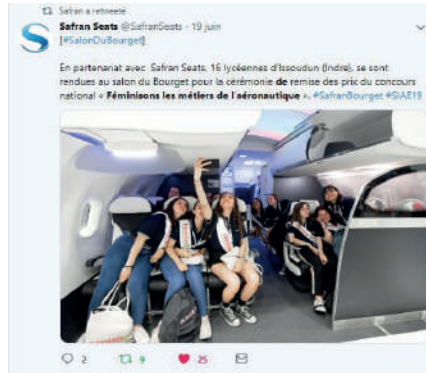 Safran a retweeté
Safran Seats @SafranSeats · 19 juin
[#SalonDuBourget]
En partenariat avec Safran Seats, 16 lycéennes d'Issoudun (Indre), se sont
rendues au salon du Bourget pour la cérémonie de remise des prix du concours
national « Féminisons les métiers de l'aéronautique ». #SafranBourget #SIAE19
2 9 25